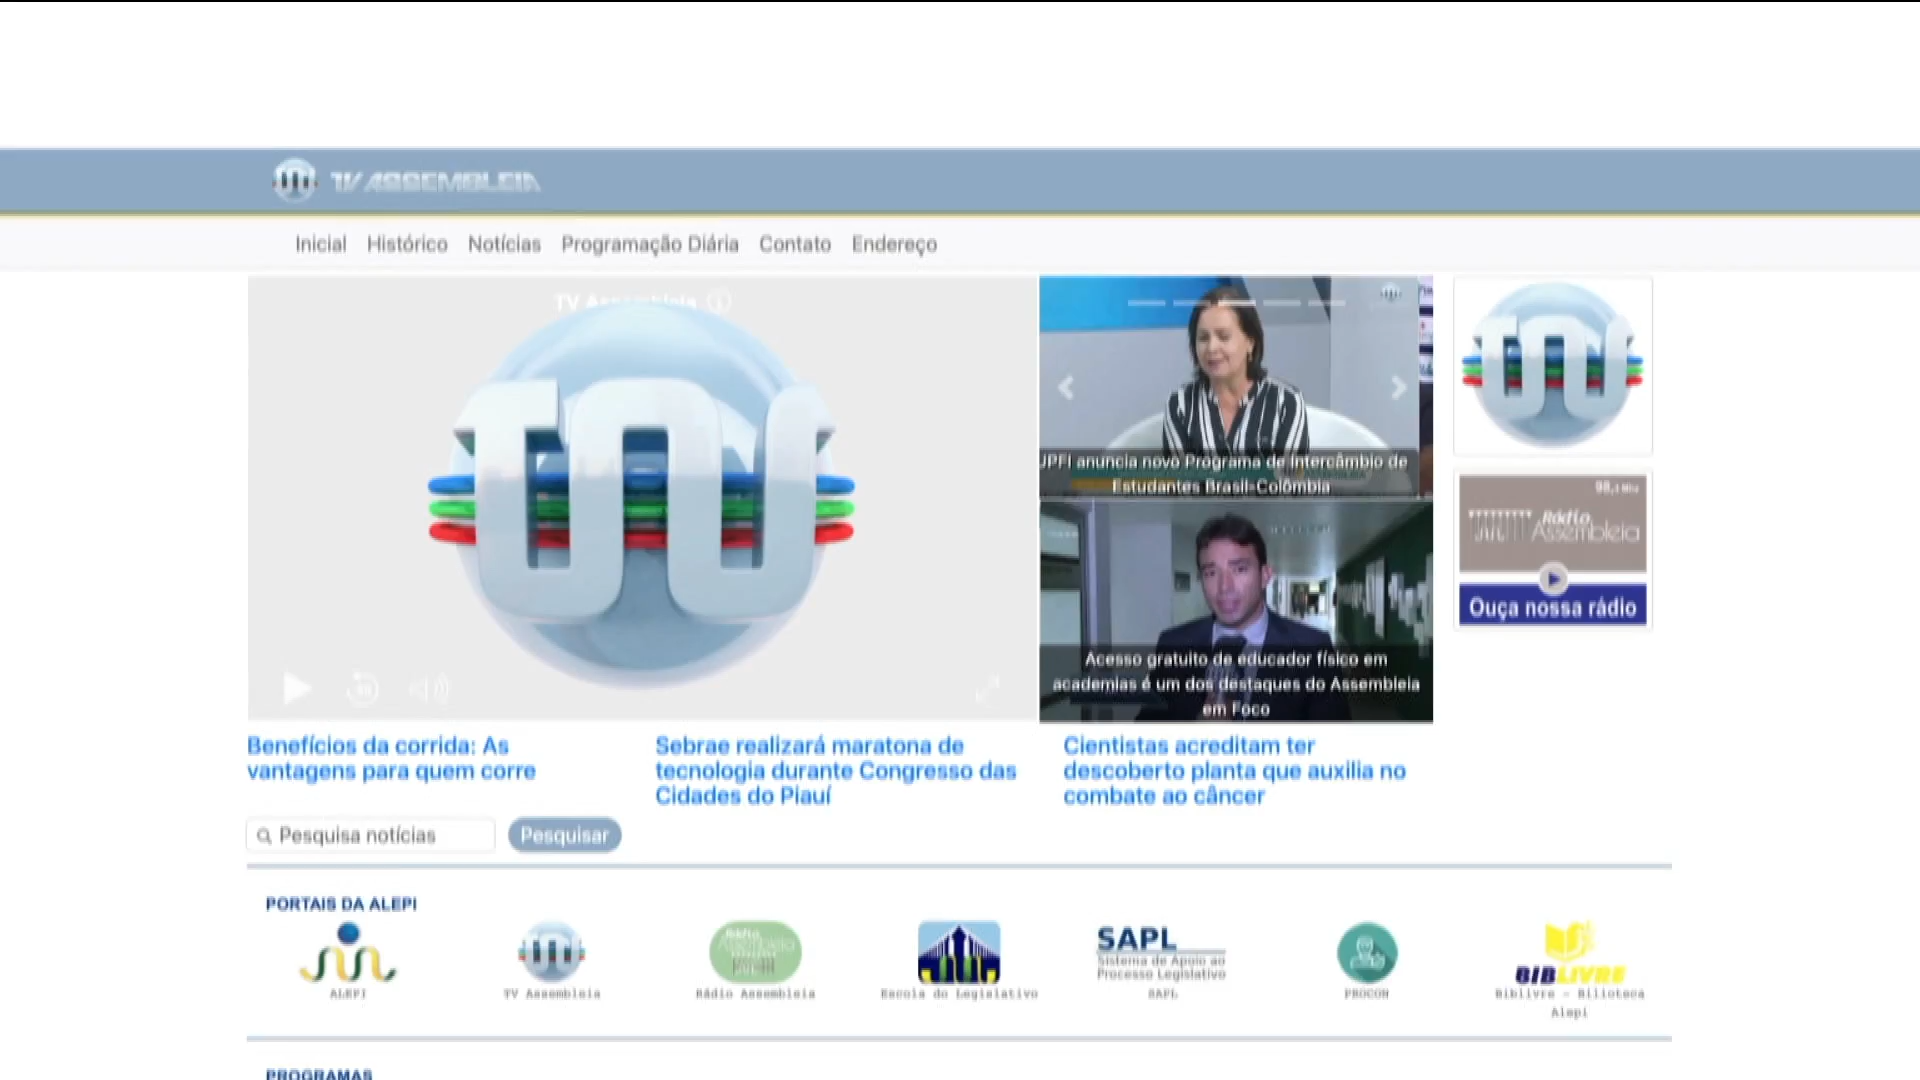 TV ASSEMBLEIA
Inicial Histórico Notícias Programação Diária Contato Endereço
TV Assembleia
UPFI anuncia novo Programa de Intercâmbio de
Estudantes Brasil-Colômbia
Acesso gratuito de educador físico em
academias é um dos destaques do Assembleia
em Foco
Rádio
Assembleia
Ouça nossa rádio
Benefícios da corrida: As
vantagens para quem corre
Sebrae realizará maratona de
tecnologia durante Congresso das
Cidades do Piauí
Cientistas acreditam ter
descoberto planta que auxilia no
combate ao câncer
Pesquisa notícias
Pesquisar
PORTAIS DA ALEPI
ALEPI
TV Assembleia
Rádio
Assembleia
Rádio Assembleia
Escola do Legislativo
SAPL
Sistema de Apoio ao
Processo Legislativo
SAPL
PROCON
BIBLIVRE
Biblivre - Bilioteca
Alepi
PROGRAMAS